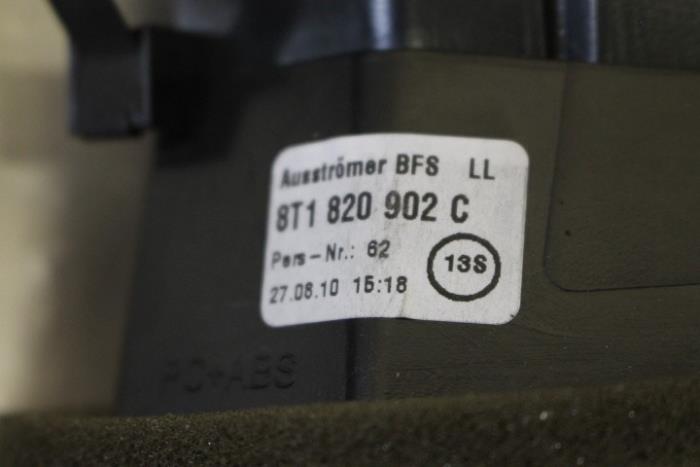 Ausströmer BFS LL
8T1 820 902 C
Pers-Nr.: 62
13S
27.08.10 15:18
PC+ABS